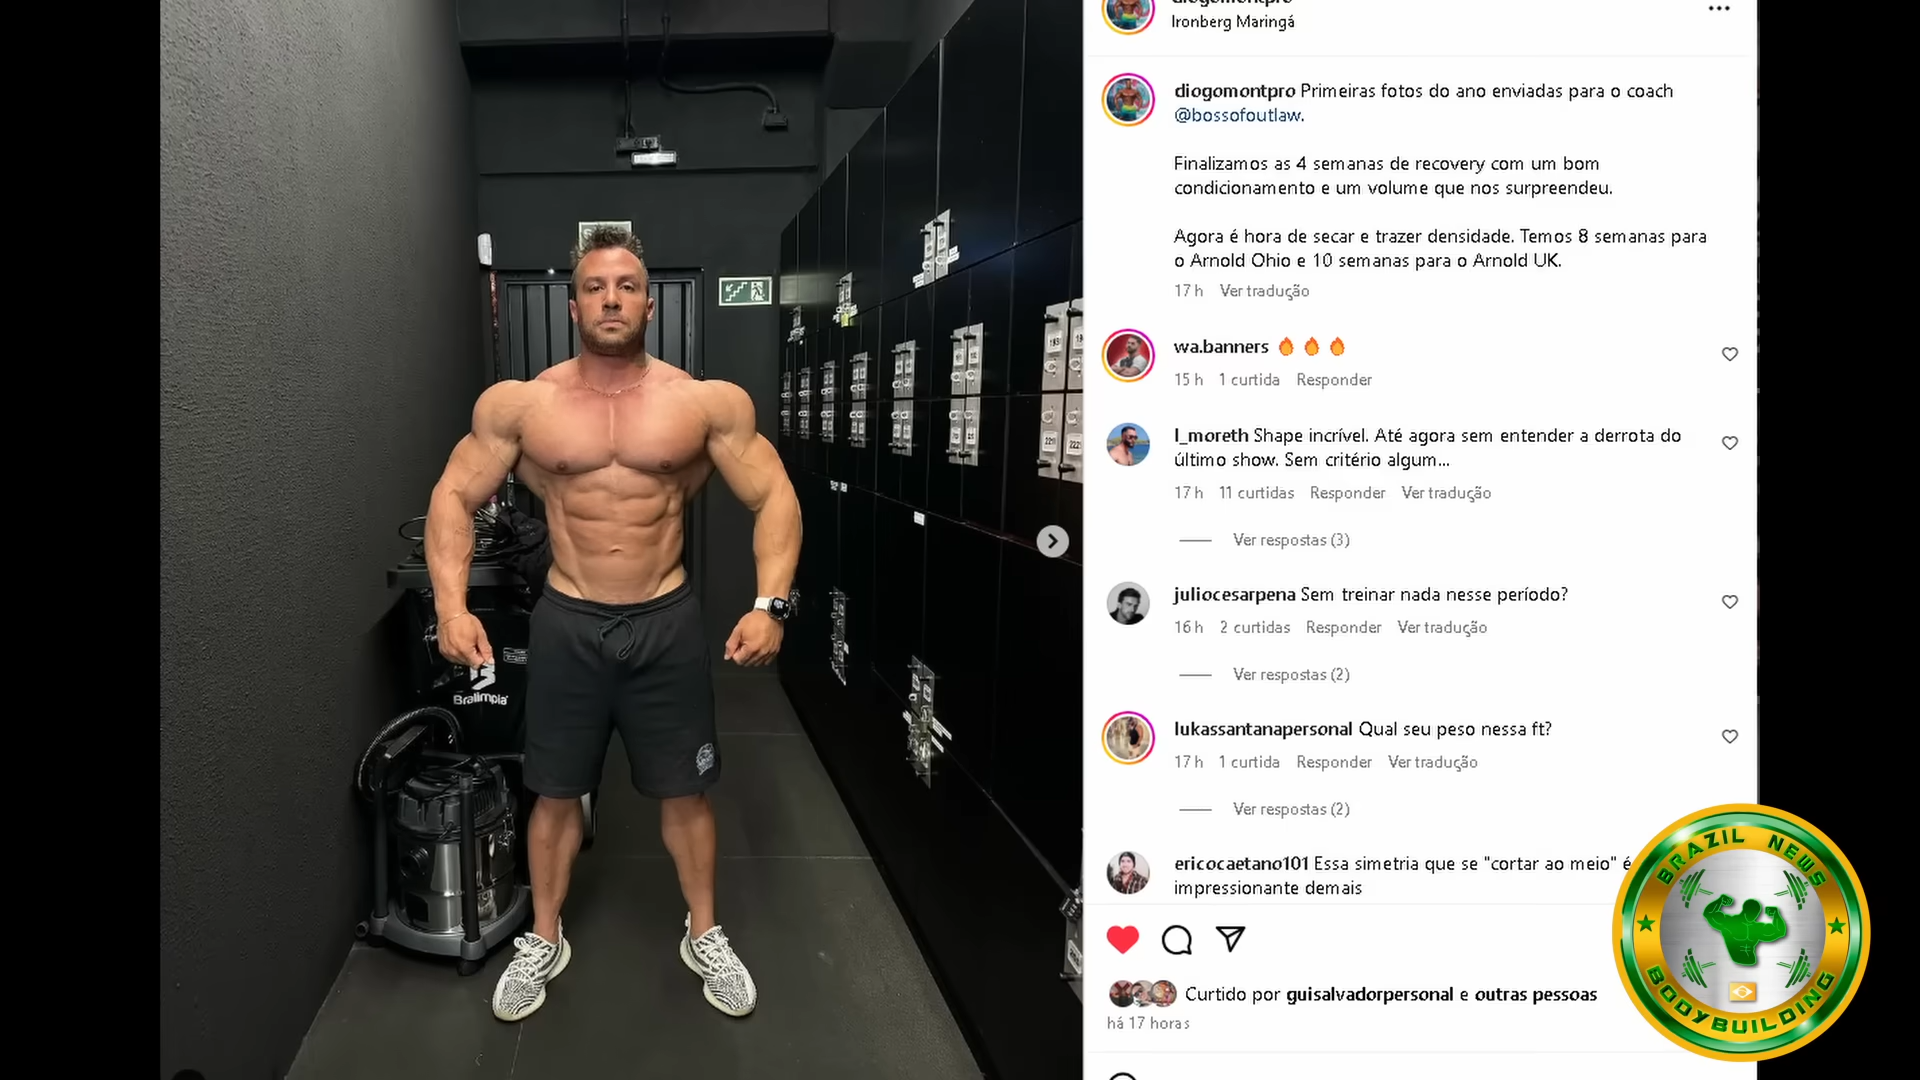 diogomontpro
Ironberg Maringá
diogomontpro Primeiras fotos do ano enviadas para o coach
@bossofoutlaw.
Finalizamos as 4 semanas de recovery com um bom
condicionamento e um volume que nos surpreendeu.
Agora é hora de secar e trazer densidade. Temos 8 semanas para
o Arnold Ohio e 10 semanas para o Arnold UK.
17 h Ver tradução
wa.banners 🔥 🔥 🔥
15 h 1 curtida Responder
l_moreth Shape incrível. Até agora sem entender a derrota do
último show. Sem critério algum...
17 h 11 curtidas Responder Ver tradução
Ver respostas (3)
juliocesarpena Sem treinar nada nesse período?
16 h 2 curtidas Responder Ver tradução
Ver respostas (2)
lukassantanapersonal Qual seu peso nessa ft?
17 h 1 curtida Responder Ver tradução
Ver respostas (2)
ericocaetano101 Essa simetria que se "cortar ao meio" é
impressionante demais
Curtido por guisalvadorpersonal e outras pessoas
há 17 horas
Bralimpia
BRAZIL NEWS
BODYBUILDING